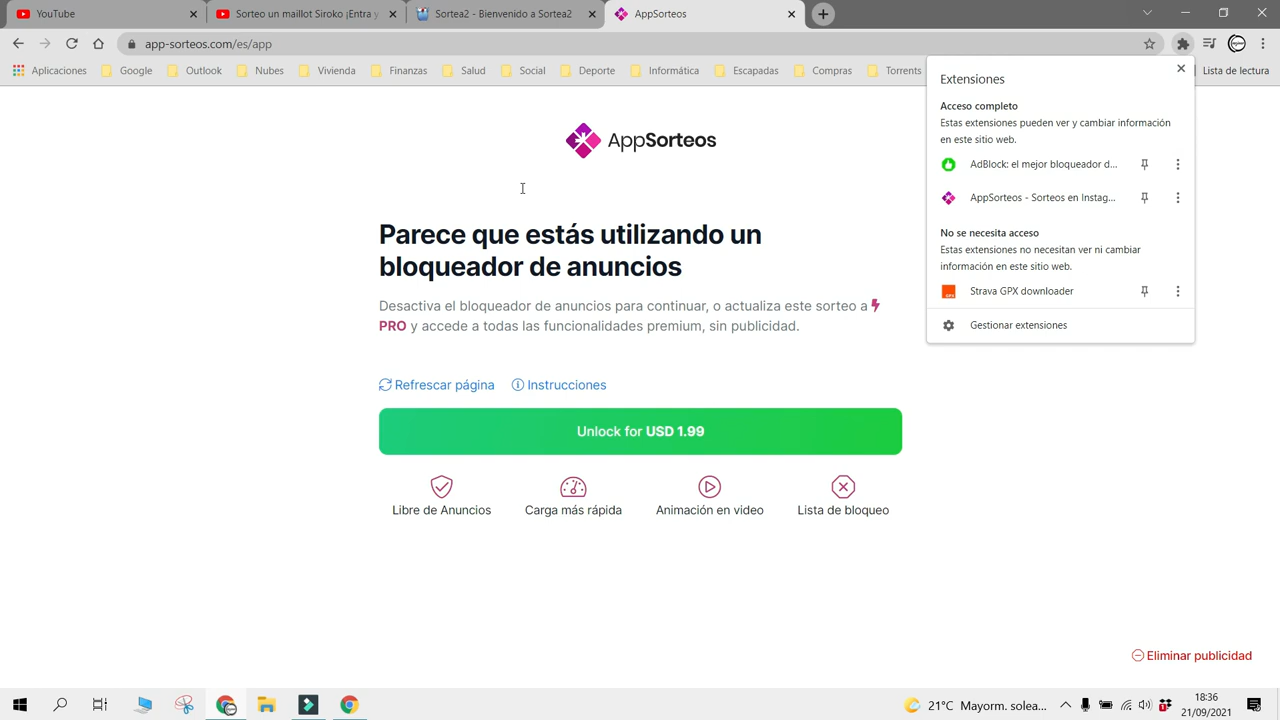 YouTube
Sorteo un maillot Siroko ¡Entra y
Sortea2 - Bienvenido a Sortea2
AppSorteos
app-sorteos.com/es/app
Aplicaciones
Google
Outlook
Nubes
Vivienda
Finanzas
Salud
Social
Deporte
Informática
Escapadas
Compras
Torrents
Lista de lectura
Extensiones
Acceso completo
Estas extensiones pueden ver y cambiar información
en este sitio web.
AdBlock: el mejor bloqueador d...
AppSorteos - Sorteos en Instag...
No se necesita acceso
Estas extensiones no necesitan ver ni cambiar
información en este sitio web.
Strava GPX downloader
Gestionar extensiones
AppSorteos
Parece que estás utilizando un
bloqueador de anuncios
Desactiva el bloqueador de anuncios para continuar, o actualiza este sorteo a
PRO y accede a todas las funcionalidades premium, sin publicidad.
Refrescar página
Instrucciones
Unlock for USD 1.99
Libre de Anuncios
Carga más rápida
Animación en video
Lista de bloqueo
Eliminar publicidad
21°C Mayorm. solea...
18:36
21/09/2021